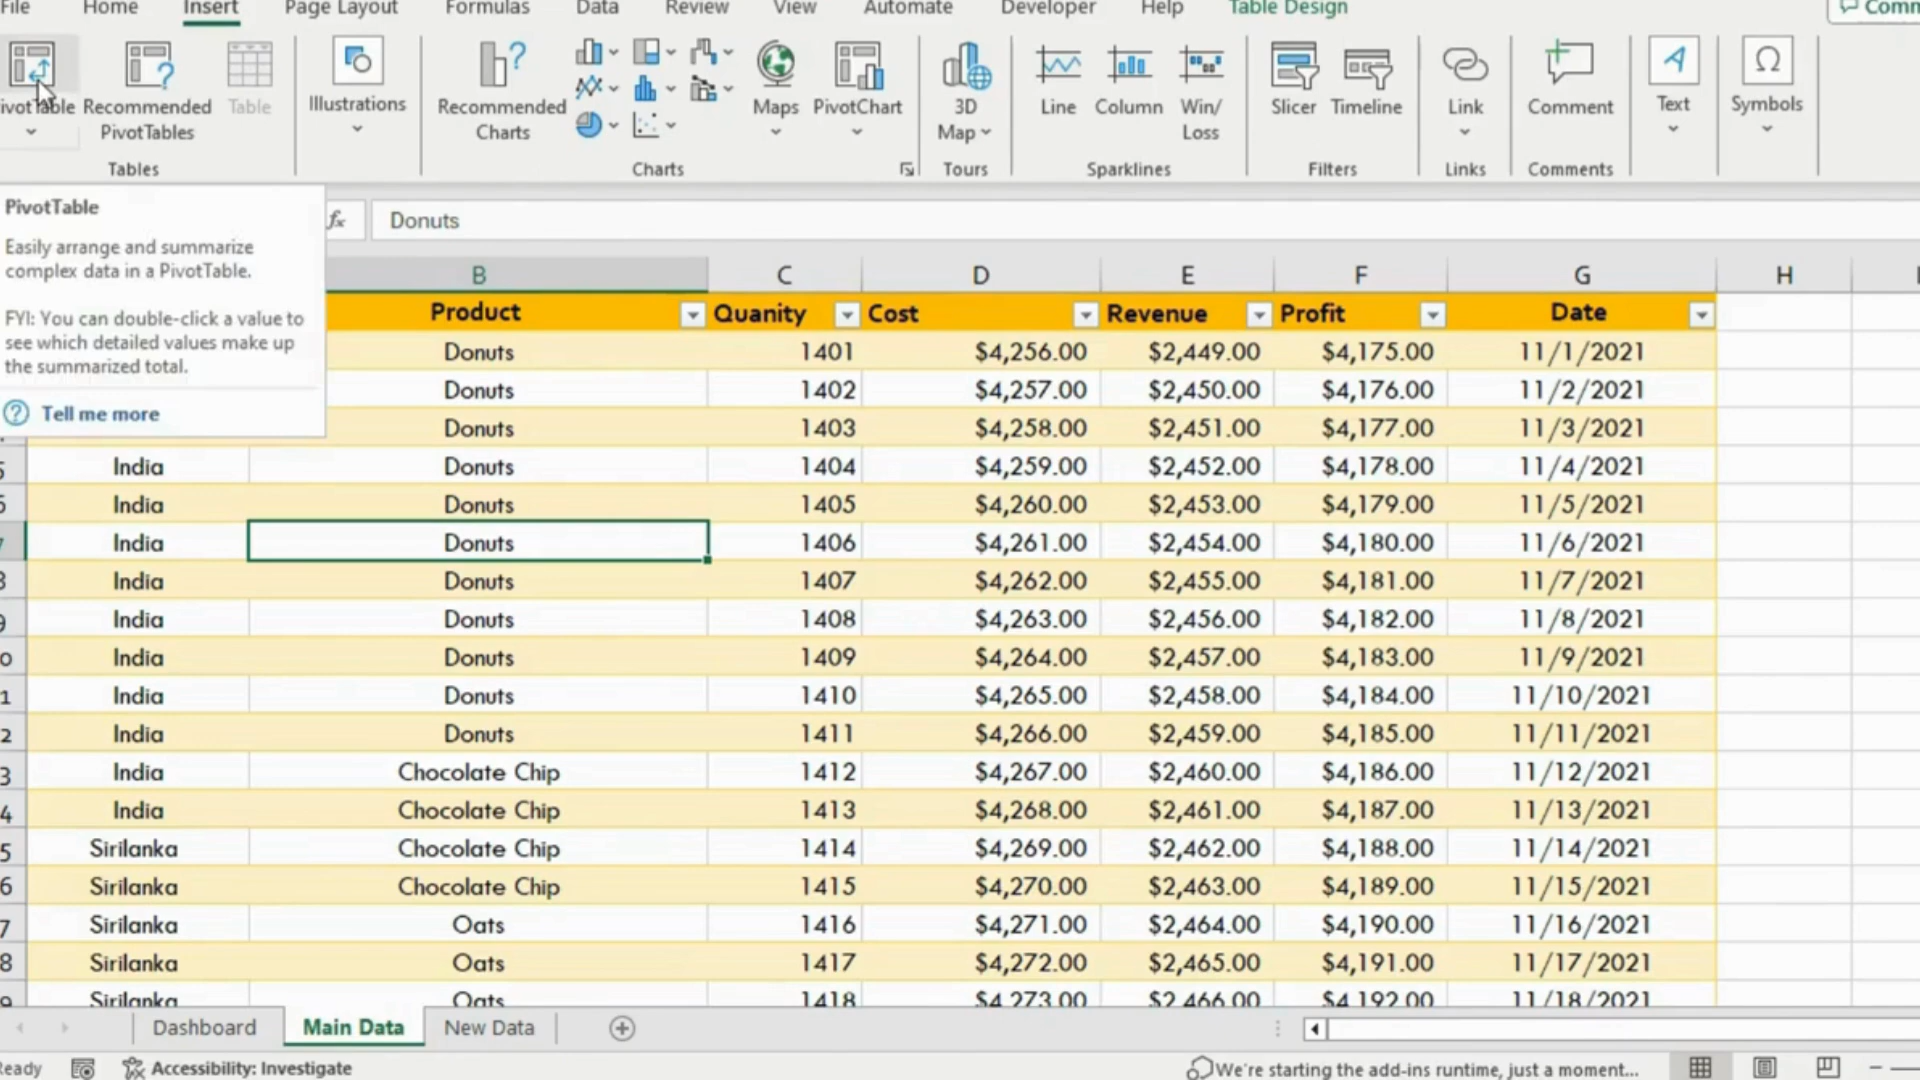 File Home Insert Page Layout Formulas Data Review View Automate Developer Help Table Design
PivotTable
Recommended
PivotTables
Table
Illustrations
Recommended
Charts
Maps
PivotChart
3D
Map
Line
Column
Win/
Loss
Slicer
Timeline
Link
Comment
Text
Symbols
Tables
Charts
Tours
Sparklines
Filters
Links
Comments
PivotTable
Easily arrange and summarize
complex data in a PivotTable.
FYI: You can double-click a value to
see which detailed values make up
the summarized total.
Tell me more
fx Donuts
B C D E F G H
Product Quanity Cost Revenue Profit Date
Donuts 1401 $4,256.00 $2,449.00 $4,175.00 11/1/2021
Donuts 1402 $4,257.00 $2,450.00 $4,176.00 11/2/2021
Donuts 1403 $4,258.00 $2,451.00 $4,177.00 11/3/2021
5 India Donuts 1404 $4,259.00 $2,452.00 $4,178.00 11/4/2021
6 India Donuts 1405 $4,260.00 $2,453.00 $4,179.00 11/5/2021
7 India Donuts 1406 $4,261.00 $2,454.00 $4,180.00 11/6/2021
8 India Donuts 1407 $4,262.00 $2,455.00 $4,181.00 11/7/2021
9 India Donuts 1408 $4,263.00 $2,456.00 $4,182.00 11/8/2021
0 India Donuts 1409 $4,264.00 $2,457.00 $4,183.00 11/9/2021
1 India Donuts 1410 $4,265.00 $2,458.00 $4,184.00 11/10/2021
2 India Donuts 1411 $4,266.00 $2,459.00 $4,185.00 11/11/2021
3 India Chocolate Chip 1412 $4,267.00 $2,460.00 $4,186.00 11/12/2021
4 India Chocolate Chip 1413 $4,268.00 $2,461.00 $4,187.00 11/13/2021
5 Sirilanka Chocolate Chip 1414 $4,269.00 $2,462.00 $4,188.00 11/14/2021
6 Sirilanka Chocolate Chip 1415 $4,270.00 $2,463.00 $4,189.00 11/15/2021
7 Sirilanka Oats 1416 $4,271.00 $2,464.00 $4,190.00 11/16/2021
8 Sirilanka Oats 1417 $4,272.00 $2,465.00 $4,191.00 11/17/2021
9 Sirilanka Oats 1418 $4,273.00 $2,466.00 $4,192.00 11/18/2021
Dashboard Main Data New Data
Ready Accessibility: Investigate We're starting the add-ins runtime, just a moment...